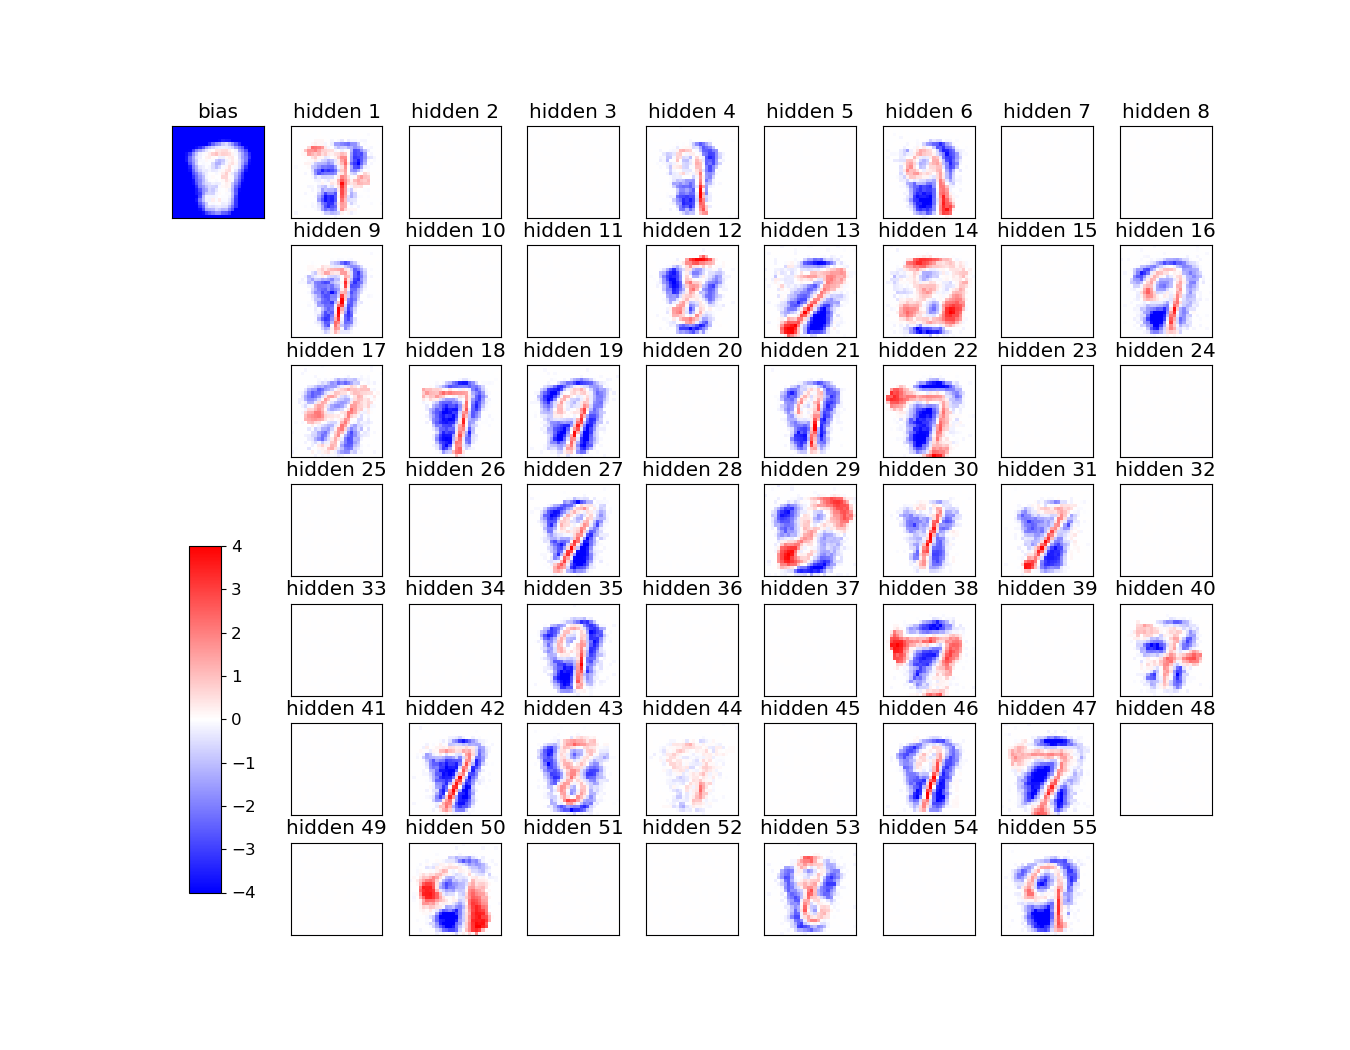 bias hidden 1 hidden 2 hidden 3 hidden 4 hidden 5 hidden 6 hidden 7 hidden 8
hidden 9 hidden 10 hidden 11 hidden 12 hidden 13 hidden 14 hidden 15 hidden 16
hidden 17 hidden 18 hidden 19 hidden 20 hidden 21 hidden 22 hidden 23 hidden 24
hidden 25 hidden 26 hidden 27 hidden 28 hidden 29 hidden 30 hidden 31 hidden 32
hidden 33 hidden 34 hidden 35 hidden 36 hidden 37 hidden 38 hidden 39 hidden 40
hidden 41 hidden 42 hidden 43 hidden 44 hidden 45 hidden 46 hidden 47 hidden 48
hidden 49 hidden 50 hidden 51 hidden 52 hidden 53 hidden 54 hidden 55
4
3
2
1
0
−1
−2
−3
−4